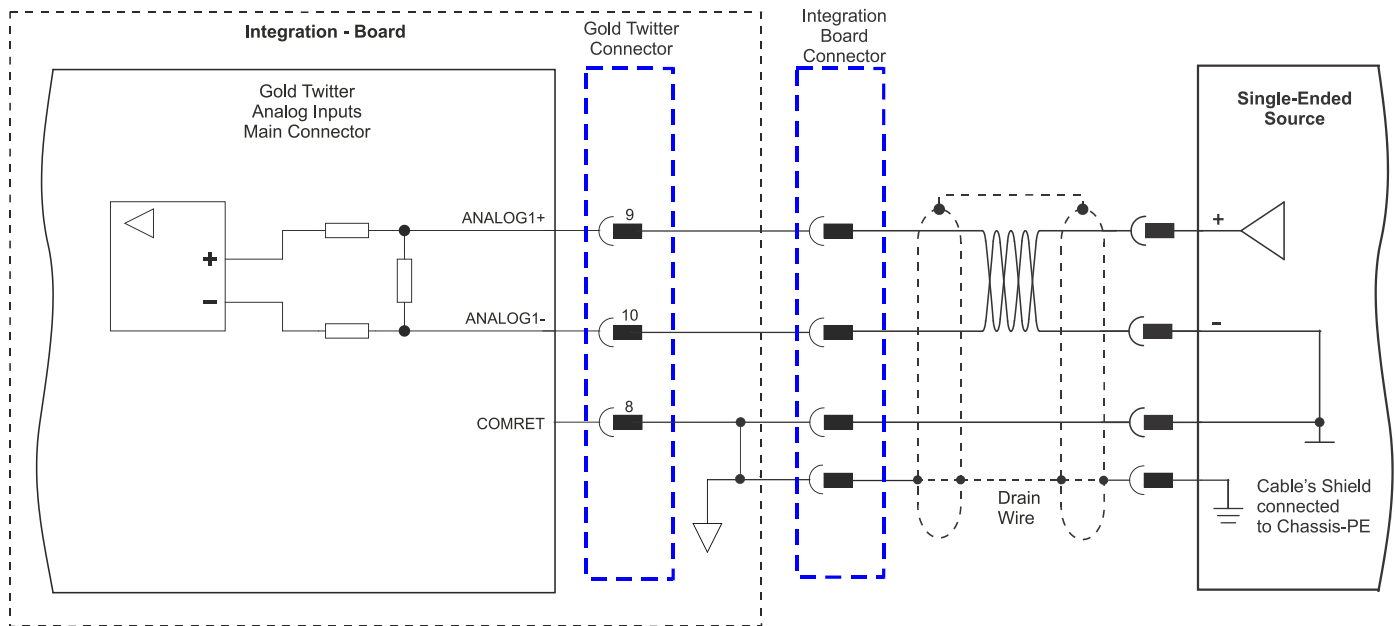 Integration - Board
Gold Twitter
Connector
Integration
Board
Connector
Gold Twitter
Analog Inputs
Main Connector
Single-Ended
Source
ANALOG1+
9
+
+
-
ANALOG1-
10
-
COMRET
8
Drain
Wire
Cable's Shield
connected
to Chassis-PE